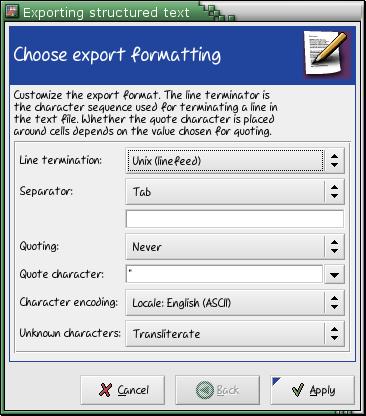 Exporting structured text
Choose export formatting
Customize the export format. The line terminator is
the character sequence used for terminating a line in
the text file. Whether the quote character is placed
around cells depends on the value chosen for quoting.
Line termination: Unix (linefeed)
Separator: Tab
Quoting: Never
Quote character: "
Character encoding: Locale: English (ASCII)
Unknown characters: Transliterate
Cancel Back Apply